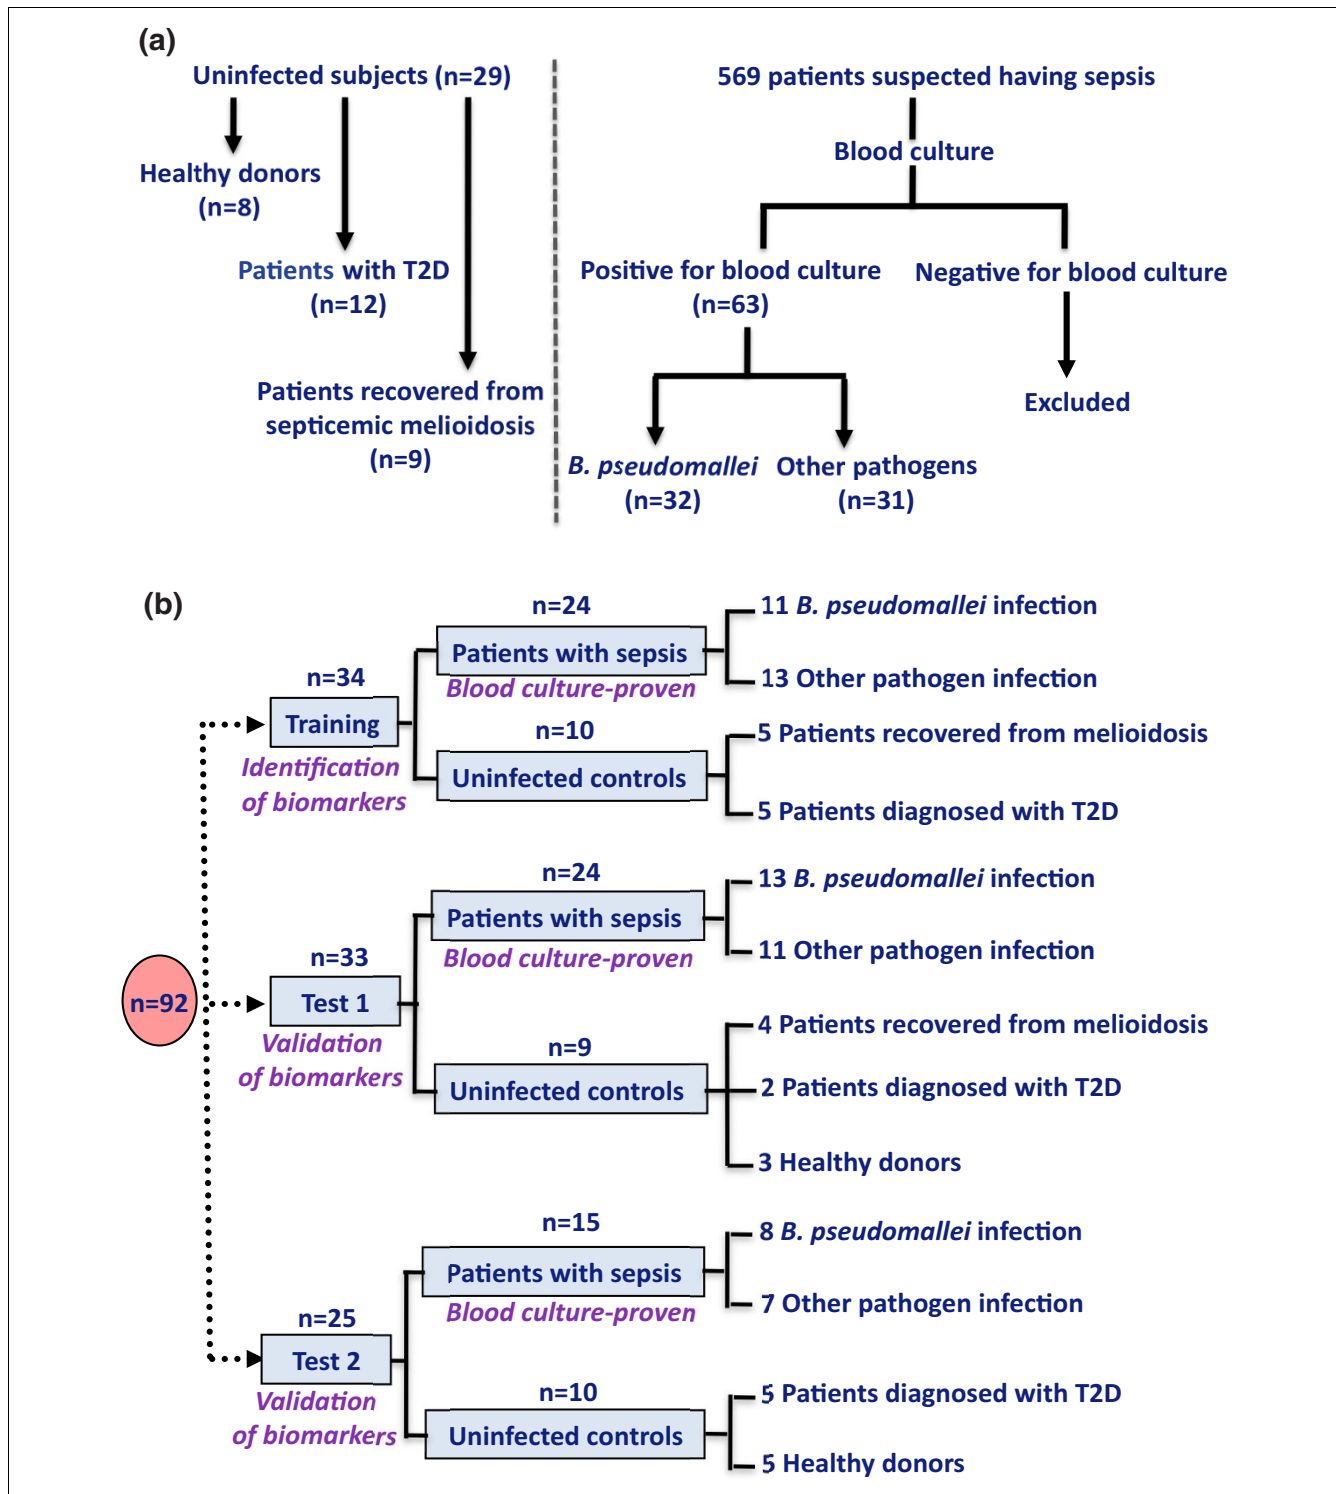 (a)
Uninfected subjects (n=29)
Healthy donors
(n=8)
Patients with T2D
(n=12)
Patients recovered from
septicemic melioidosis
(n=9)
569 patients suspected having sepsis
Blood culture
Positive for blood culture
(n=63)
Negative for blood culture
Excluded
B. pseudomallei
(n=32)
Other pathogens
(n=31)
(b)
n=92
n=34
Training
Identification
of biomarkers
n=24
Patients with sepsis
Blood culture-proven
11 B. pseudomallei infection
13 Other pathogen infection
n=10
Uninfected controls
5 Patients recovered from melioidosis
5 Patients diagnosed with T2D
n=33
Test 1
Validation
of biomarkers
n=24
Patients with sepsis
Blood culture-proven
13 B. pseudomallei infection
11 Other pathogen infection
n=9
Uninfected controls
4 Patients recovered from melioidosis
2 Patients diagnosed with T2D
3 Healthy donors
n=25
Test 2
Validation
of biomarkers
n=15
Patients with sepsis
Blood culture-proven
8 B. pseudomallei infection
7 Other pathogen infection
n=10
Uninfected controls
5 Patients diagnosed with T2D
5 Healthy donors